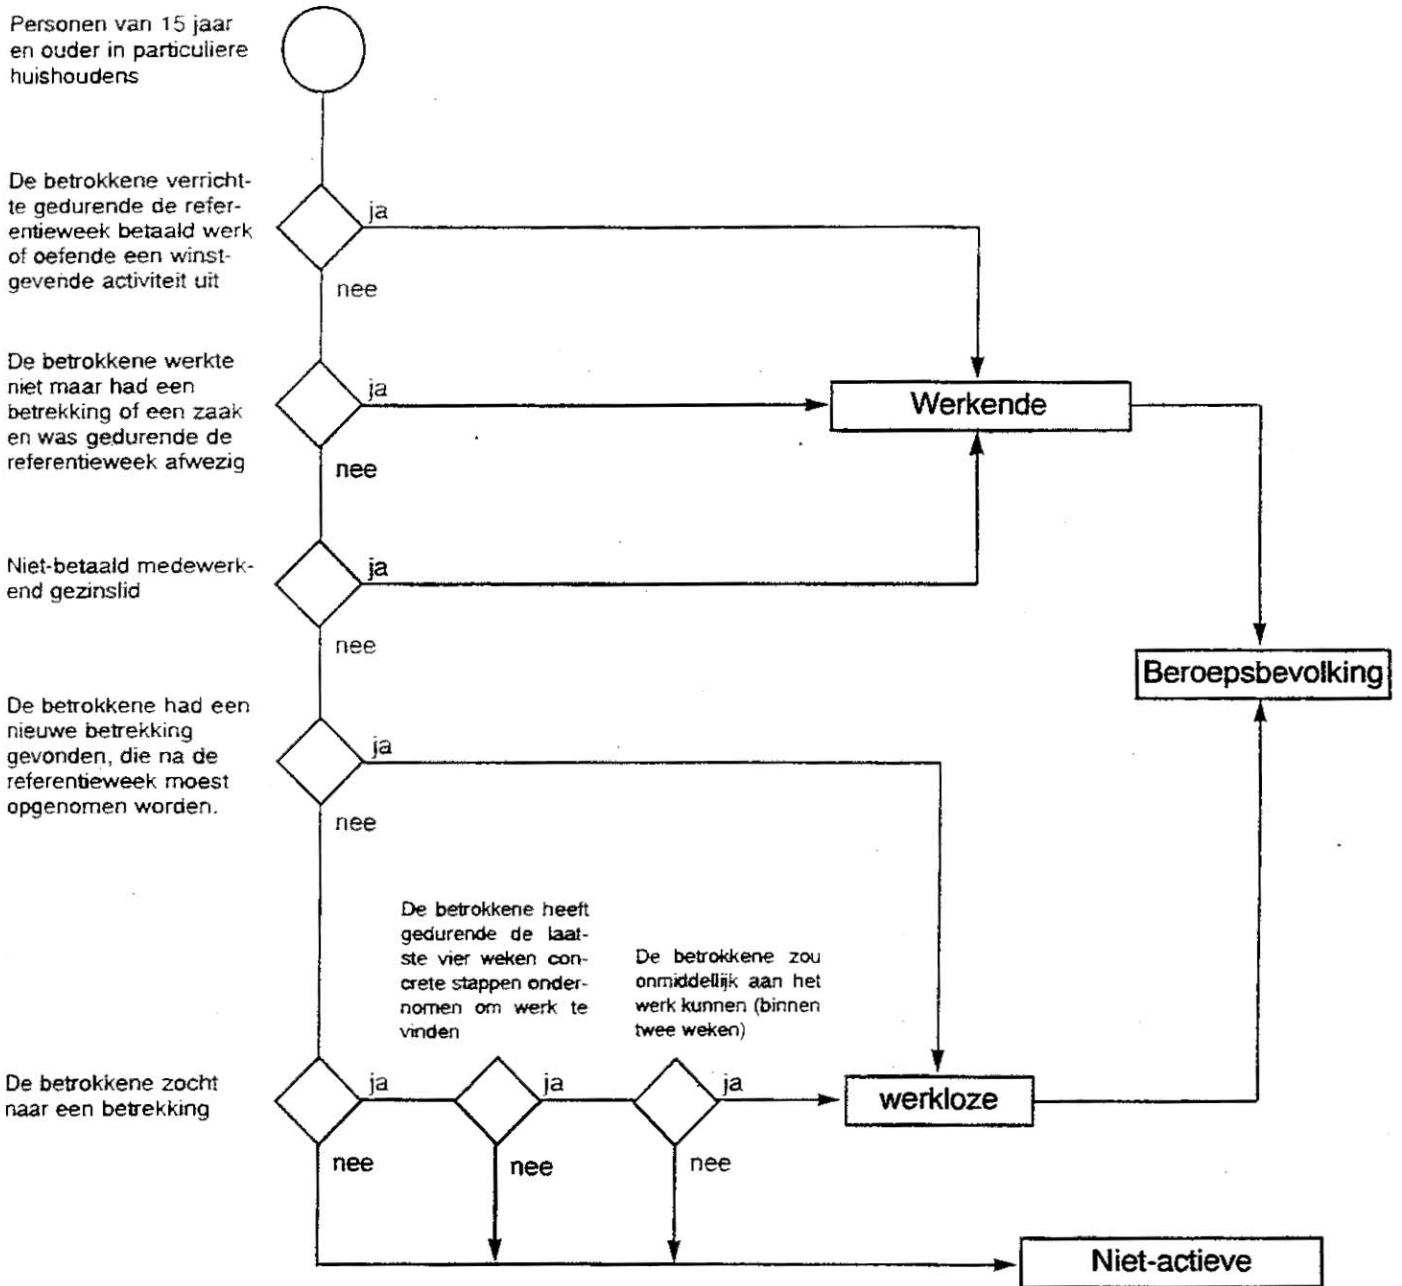 Personen van 15 jaar
en ouder in particuliere
huishoudens
De betrokkene verricht-
te gedurende de refer-
entieweek betaald werk
of oefende een winst-
gevende activiteit uit
ja
nee
De betrokkene werkte
niet maar had een
betrekking of een zaak
en was gedurende de
referentieweek afwezig
ja
nee
Werkende
Niet-betaald medewerk-
end gezinslid
ja
nee
Beroepsbevolking
De betrokkene had een
nieuwe betrekking
gevonden, die na de
referentieweek moest
opgenomen worden.
ja
nee
De betrokkene heeft
gedurende de laat-
ste vier weken con-
crete stappen onder-
nomen om werk te
vinden
De betrokkene zou
onmiddellijk aan het
werk kunnen (binnen
twee weken)
De betrokkene zocht
naar een betrekking
ja
ja
ja
werkloze
nee
nee
nee
Niet-actieve